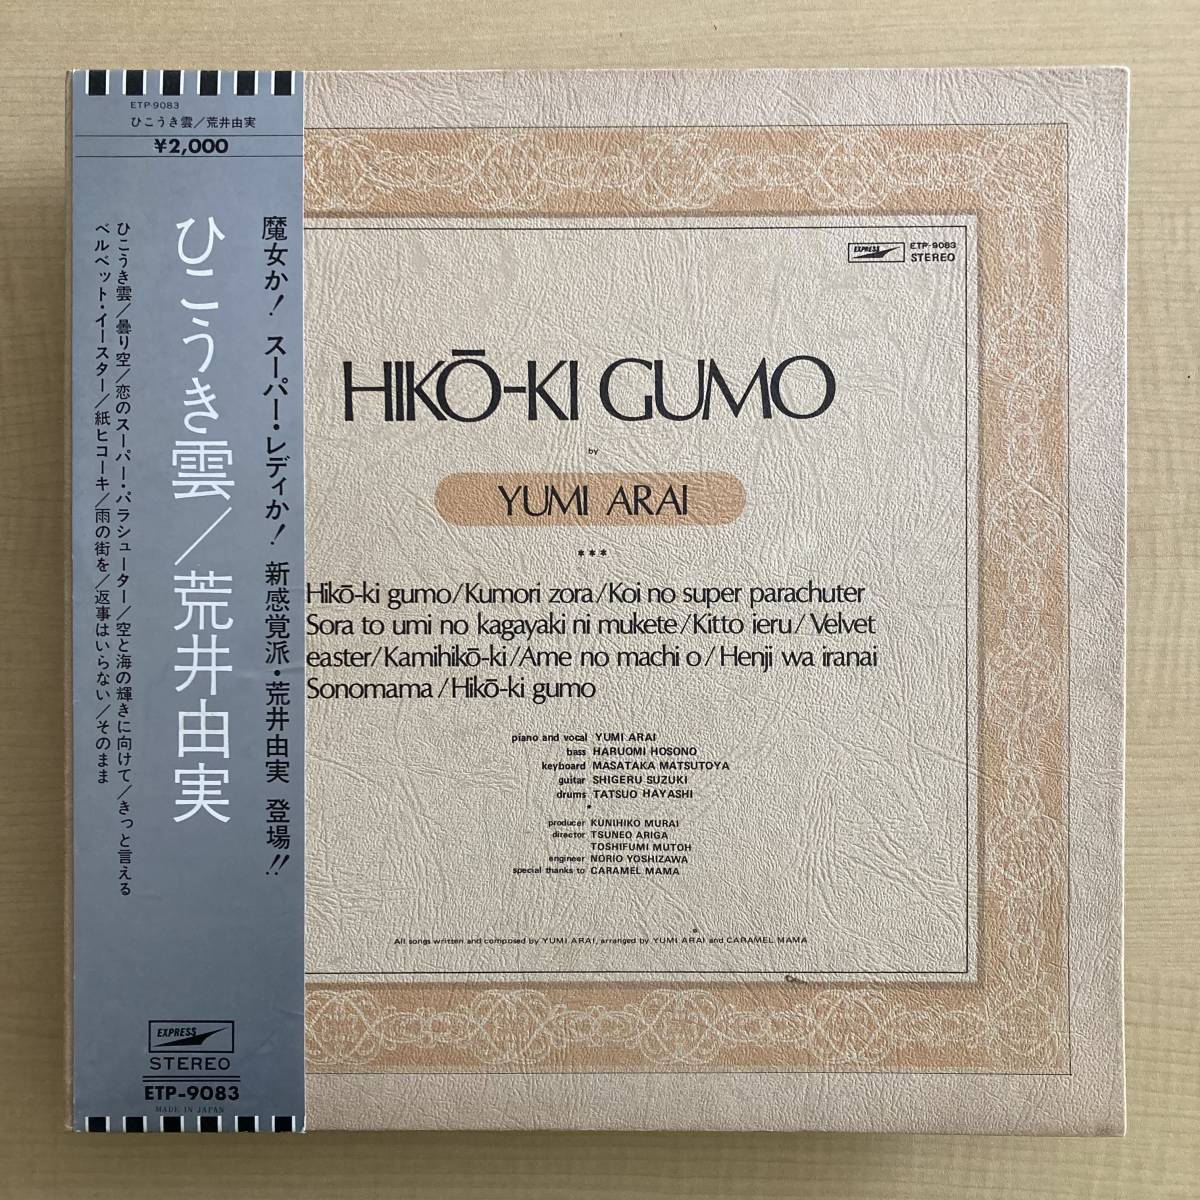 ETP-9083
ひこうき雲／荒井由実
¥2,000
魔女か！スーパー・レディか！新感覚派・荒井由実 登場!!
ひこうき雲／荒井由実
ひこうき雲／曇り空／恋のスーパー・パラシューター／空と海の輝きに向けて／きっと言える
ベルベット・イースター／紙ヒコーキ／雨の街を／返事はいらない／そのまま
EXPRESS
STEREO
ETP-9083
MADE IN JAPAN
EXPRESS
ETP-9083
STEREO
HIKŌ-KI GUMO
by
YUMI ARAI
***
Hikō-ki gumo/Kumori zora/Koi no super parachuter
Sora to umi no kagayaki ni mukete/Kitto ieru/Velvet
easter/Kamihikō-ki/Ame no machi o/Henji wa iranai
Sonomama/Hikō-ki gumo
piano and vocal YUMI ARAI
bass HARUOMI HOSONO
keyboard MASATAKA MATSUTOYA
guitar SHIGERU SUZUKI
drums TATSUO HAYASHI
*
producer KUNIHIKO MURAI
director TSUNEO ARIGA
TOSHIFUMI MUTOH
engineer NORIO YOSHIZAWA
special thanks to CARAMEL MAMA
*
All songs written and composed by YUMI ARAI, arranged by YUMI ARAI and CARAMEL MAMA